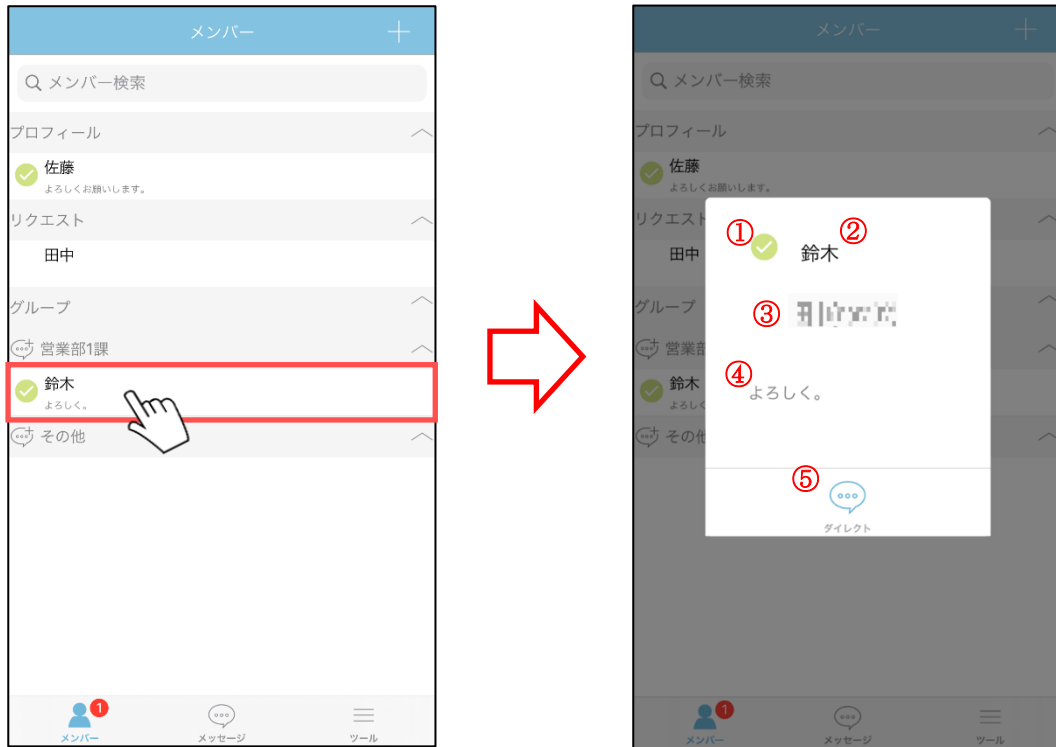 メンバー
メンバー検索
プロフィール
佐藤
よろしくお願いします。
リクエスト
田中
グループ
営業部1課
鈴木
よろしく。
その他
1
メンバー
メッセージ
ツール
メンバー
メンバー検索
プロフィール
佐藤
よろしくお願いします。
リクエスト
田中
グループ
営業部
鈴木
よろしく
その他
① ② 鈴木
③
④ よろしく。
⑤
ダイレクト
1
メンバー
メッセージ
ツール